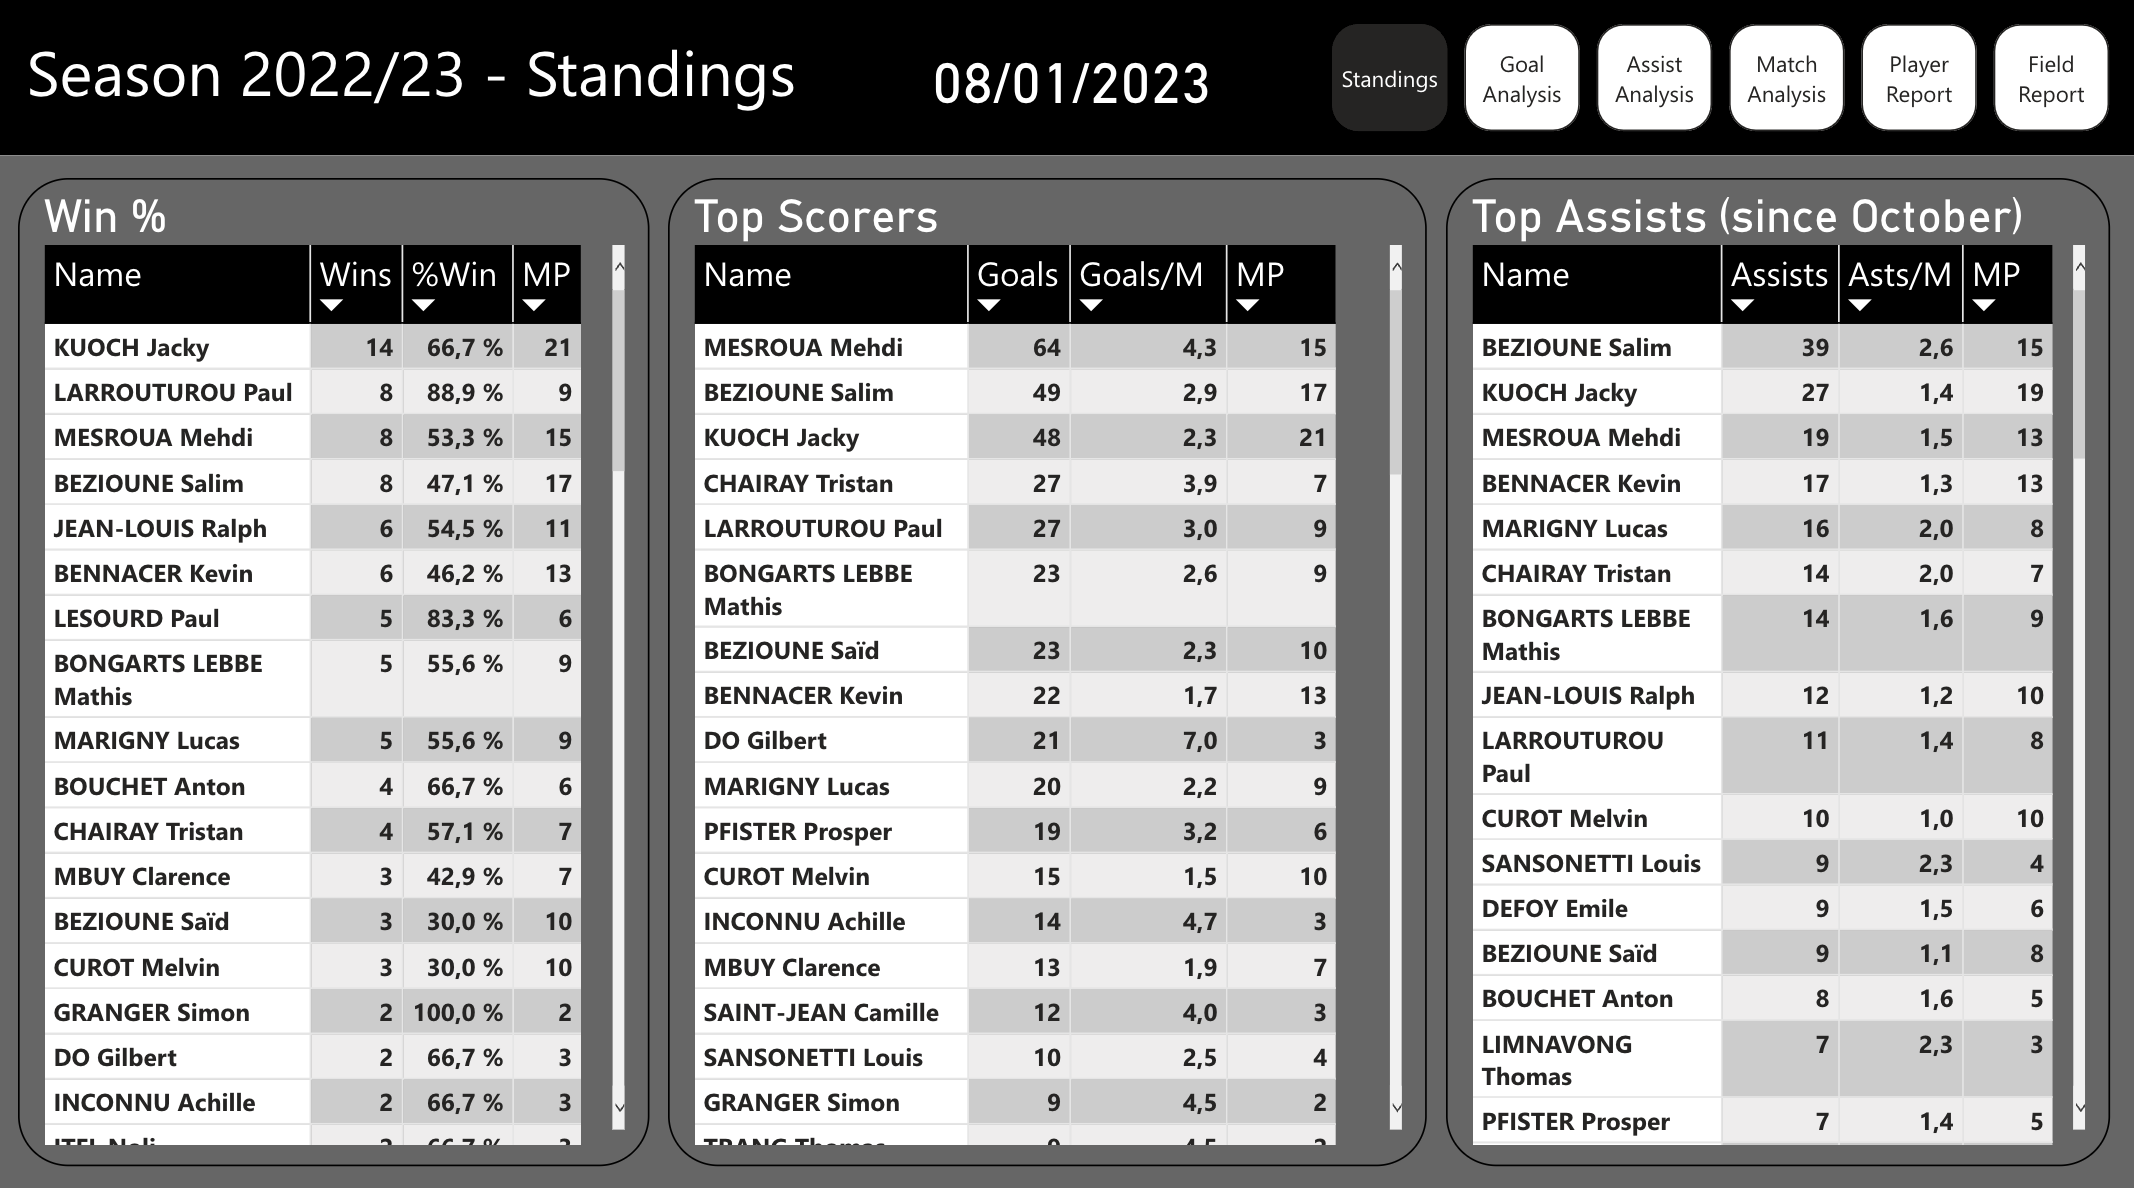 Season 2022/23 - Standings
08/01/2023
Standings
Goal
Analysis
Assist
Analysis
Match
Analysis
Player
Report
Field
Report
Win %
Name Wins %Win MP
KUOCH Jacky 14 66,7 % 21
LARROUTUROU Paul 8 88,9 % 9
MESROUA Mehdi 8 53,3 % 15
BEZIOUNE Salim 8 47,1 % 17
JEAN-LOUIS Ralph 6 54,5 % 11
BENNACER Kevin 6 46,2 % 13
LESOURD Paul 5 83,3 % 6
BONGARTS LEBBE 5 55,6 % 9
Mathis
MARIGNY Lucas 5 55,6 % 9
BOUCHET Anton 4 66,7 % 6
CHAIRAY Tristan 4 57,1 % 7
MBUY Clarence 3 42,9 % 7
BEZIOUNE Saïd 3 30,0 % 10
CUROT Melvin 3 30,0 % 10
GRANGER Simon 2 100,0 % 2
DO Gilbert 2 66,7 % 3
INCONNU Achille 2 66,7 % 3
Top Scorers
Name Goals Goals/M MP
MESROUA Mehdi 64 4,3 15
BEZIOUNE Salim 49 2,9 17
KUOCH Jacky 48 2,3 21
CHAIRAY Tristan 27 3,9 7
LARROUTUROU Paul 27 3,0 9
BONGARTS LEBBE 23 2,6 9
Mathis
BEZIOUNE Saïd 23 2,3 10
BENNACER Kevin 22 1,7 13
DO Gilbert 21 7,0 3
MARIGNY Lucas 20 2,2 9
PFISTER Prosper 19 3,2 6
CUROT Melvin 15 1,5 10
INCONNU Achille 14 4,7 3
MBUY Clarence 13 1,9 7
SAINT-JEAN Camille 12 4,0 3
SANSONETTI Louis 10 2,5 4
GRANGER Simon 9 4,5 2
Top Assists (since October)
Name Assists Asts/M MP
BEZIOUNE Salim 39 2,6 15
KUOCH Jacky 27 1,4 19
MESROUA Mehdi 19 1,5 13
BENNACER Kevin 17 1,3 13
MARIGNY Lucas 16 2,0 8
CHAIRAY Tristan 14 2,0 7
BONGARTS LEBBE 14 1,6 9
Mathis
JEAN-LOUIS Ralph 12 1,2 10
LARROUTUROU 11 1,4 8
Paul
CUROT Melvin 10 1,0 10
SANSONETTI Louis 9 2,3 4
DEFOY Emile 9 1,5 6
BEZIOUNE Saïd 9 1,1 8
BOUCHET Anton 8 1,6 5
LIMNAVONG 7 2,3 3
Thomas
PFISTER Prosper 7 1,4 5